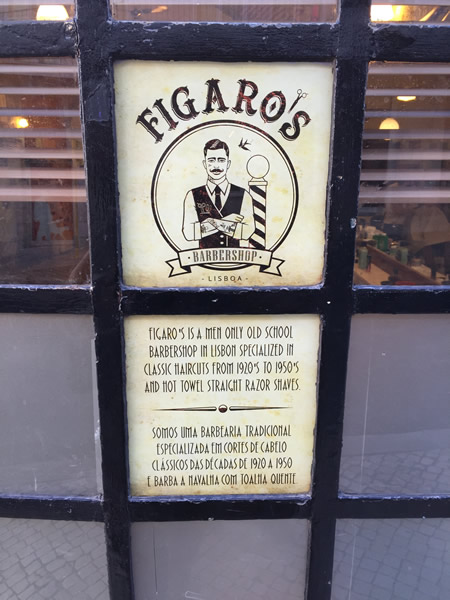 FIGARO'S
BARBERSHOP
- LISBOA -
FIGARO'S IS A MEN ONLY OLD SCHOOL
BARBERSHOP IN LISBON SPECIALIZED IN
CLASSIC HAIRCUTS FROM 1920'S TO 1950'S
AND HOT TOWEL STRAIGHT RAZOR SHAVES.
SOMOS UMA BARBEARIA TRADICIONAL
ESPECIALIZADA EM CORTES DE CABELO
CLÁSSICOS DAS DÉCADAS DE 1920 A 1950
E BARBA A NAVALHA COM TOALHA QUENTE